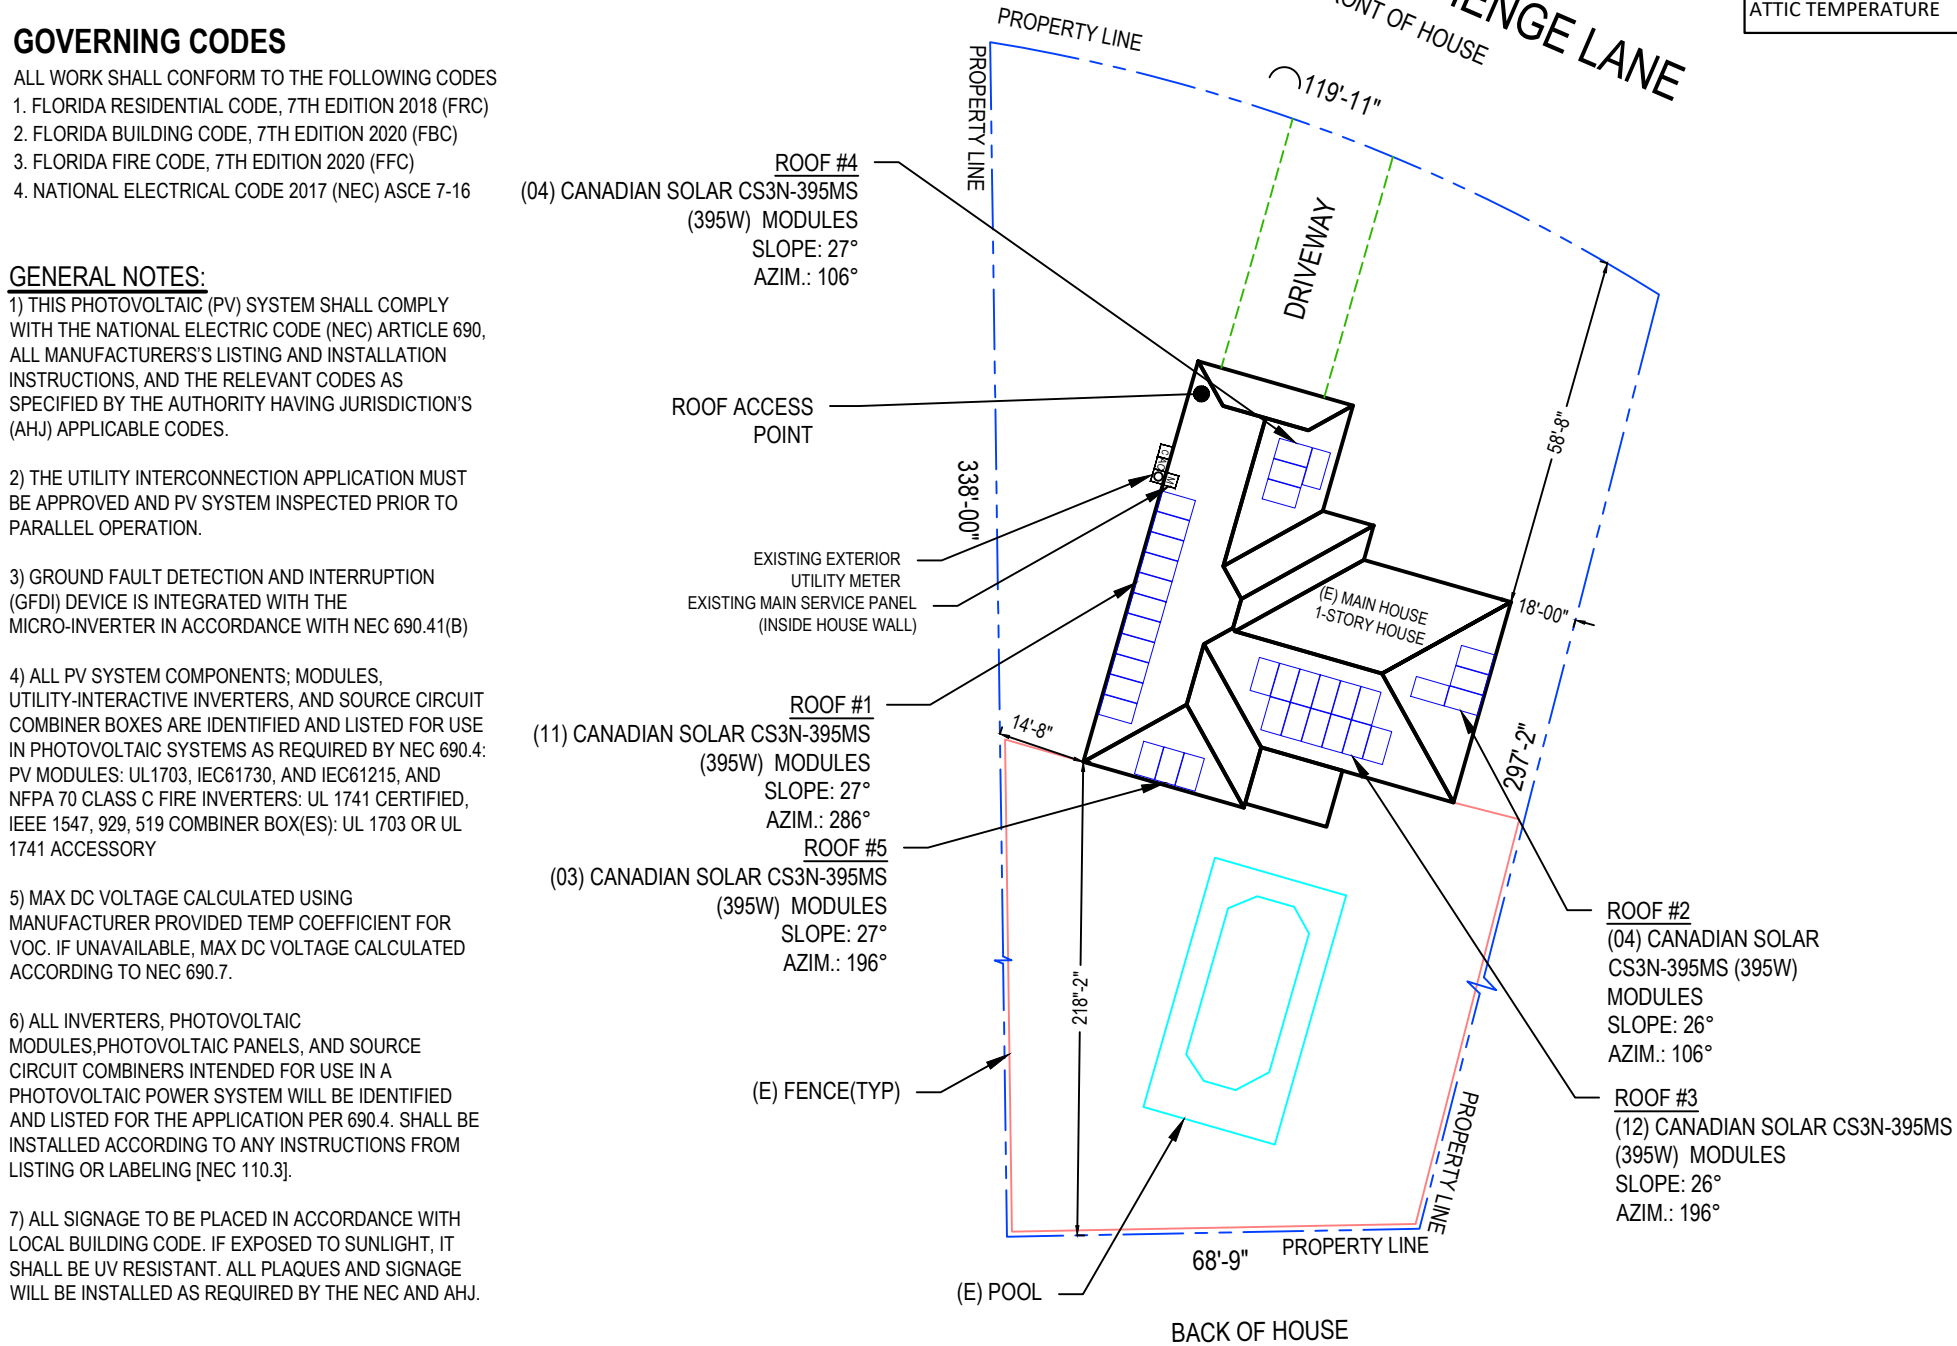 GOVERNING CODES
ALL WORK SHALL CONFORM TO THE FOLLOWING CODES
1. FLORIDA RESIDENTIAL CODE, 7TH EDITION 2018 (FRC)
2. FLORIDA BUILDING CODE, 7TH EDITION 2020 (FBC)
3. FLORIDA FIRE CODE, 7TH EDITION 2020 (FFC)
4. NATIONAL ELECTRICAL CODE 2017 (NEC) ASCE 7-16
GENERAL NOTES:
1) THIS PHOTOVOLTAIC (PV) SYSTEM SHALL COMPLY
WITH THE NATIONAL ELECTRIC CODE (NEC) ARTICLE 690,
ALL MANUFACTURERS'S LISTING AND INSTALLATION
INSTRUCTIONS, AND THE RELEVANT CODES AS
SPECIFIED BY THE AUTHORITY HAVING JURISDICTION'S
(AHJ) APPLICABLE CODES.
2) THE UTILITY INTERCONNECTION APPLICATION MUST
BE APPROVED AND PV SYSTEM INSPECTED PRIOR TO
PARALLEL OPERATION.
3) GROUND FAULT DETECTION AND INTERRUPTION
(GFDI) DEVICE IS INTEGRATED WITH THE
MICRO-INVERTER IN ACCORDANCE WITH NEC 690.41(B)
4) ALL PV SYSTEM COMPONENTS; MODULES,
UTILITY-INTERACTIVE INVERTERS, AND SOURCE CIRCUIT
COMBINER BOXES ARE IDENTIFIED AND LISTED FOR USE
IN PHOTOVOLTAIC SYSTEMS AS REQUIRED BY NEC 690.4:
PV MODULES: UL1703, IEC61730, AND IEC61215, AND
NFPA 70 CLASS C FIRE INVERTERS: UL 1741 CERTIFIED,
IEEE 1547, 929, 519 COMBINER BOX(ES): UL 1703 OR UL
1741 ACCESSORY
5) MAX DC VOLTAGE CALCULATED USING
MANUFACTURER PROVIDED TEMP COEFFICIENT FOR
VOC. IF UNAVAILABLE, MAX DC VOLTAGE CALCULATED
ACCORDING TO NEC 690.7.
6) ALL INVERTERS, PHOTOVOLTAIC
MODULES,PHOTOVOLTAIC PANELS, AND SOURCE
CIRCUIT COMBINERS INTENDED FOR USE IN A
PHOTOVOLTAIC POWER SYSTEM WILL BE IDENTIFIED
AND LISTED FOR THE APPLICATION PER 690.4. SHALL BE
INSTALLED ACCORDING TO ANY INSTRUCTIONS FROM
LISTING OR LABELING [NEC 110.3].
7) ALL SIGNAGE TO BE PLACED IN ACCORDANCE WITH
LOCAL BUILDING CODE. IF EXPOSED TO SUNLIGHT, IT
SHALL BE UV RESISTANT. ALL PLAQUES AND SIGNAGE
WILL BE INSTALLED AS REQUIRED BY THE NEC AND AHJ.
ROOF #4
(04) CANADIAN SOLAR CS3N-395MS
(395W) MODULES
SLOPE: 27°
AZIM.: 106°
ROOF ACCESS
POINT
EXISTING EXTERIOR
UTILITY METER
EXISTING MAIN SERVICE PANEL
(INSIDE HOUSE WALL)
ROOF #1
(11) CANADIAN SOLAR CS3N-395MS
(395W) MODULES
SLOPE: 27°
AZIM.: 286°
ROOF #5
(03) CANADIAN SOLAR CS3N-395MS
(395W) MODULES
SLOPE: 27°
AZIM.: 196°
(E) FENCE(TYP)
(E) POOL
PROPERTY LINE
PROPERTY LINE
338'-00"
119'-11"
LANE
OF HOUSE
DRIVEWAY
M
(E) MAIN HOUSE
1-STORY HOUSE
58'-8"
18'-00"
14'-8"
297'-2"
218"-2"
PROPERTY LINE
68'-9"
PROPERTY LINE
BACK OF HOUSE
ATTIC TEMPERATURE
ROOF #2
(04) CANADIAN SOLAR
CS3N-395MS (395W)
MODULES
SLOPE: 26°
AZIM.: 106°
ROOF #3
(12) CANADIAN SOLAR CS3N-395MS
(395W) MODULES
SLOPE: 26°
AZIM.: 196°